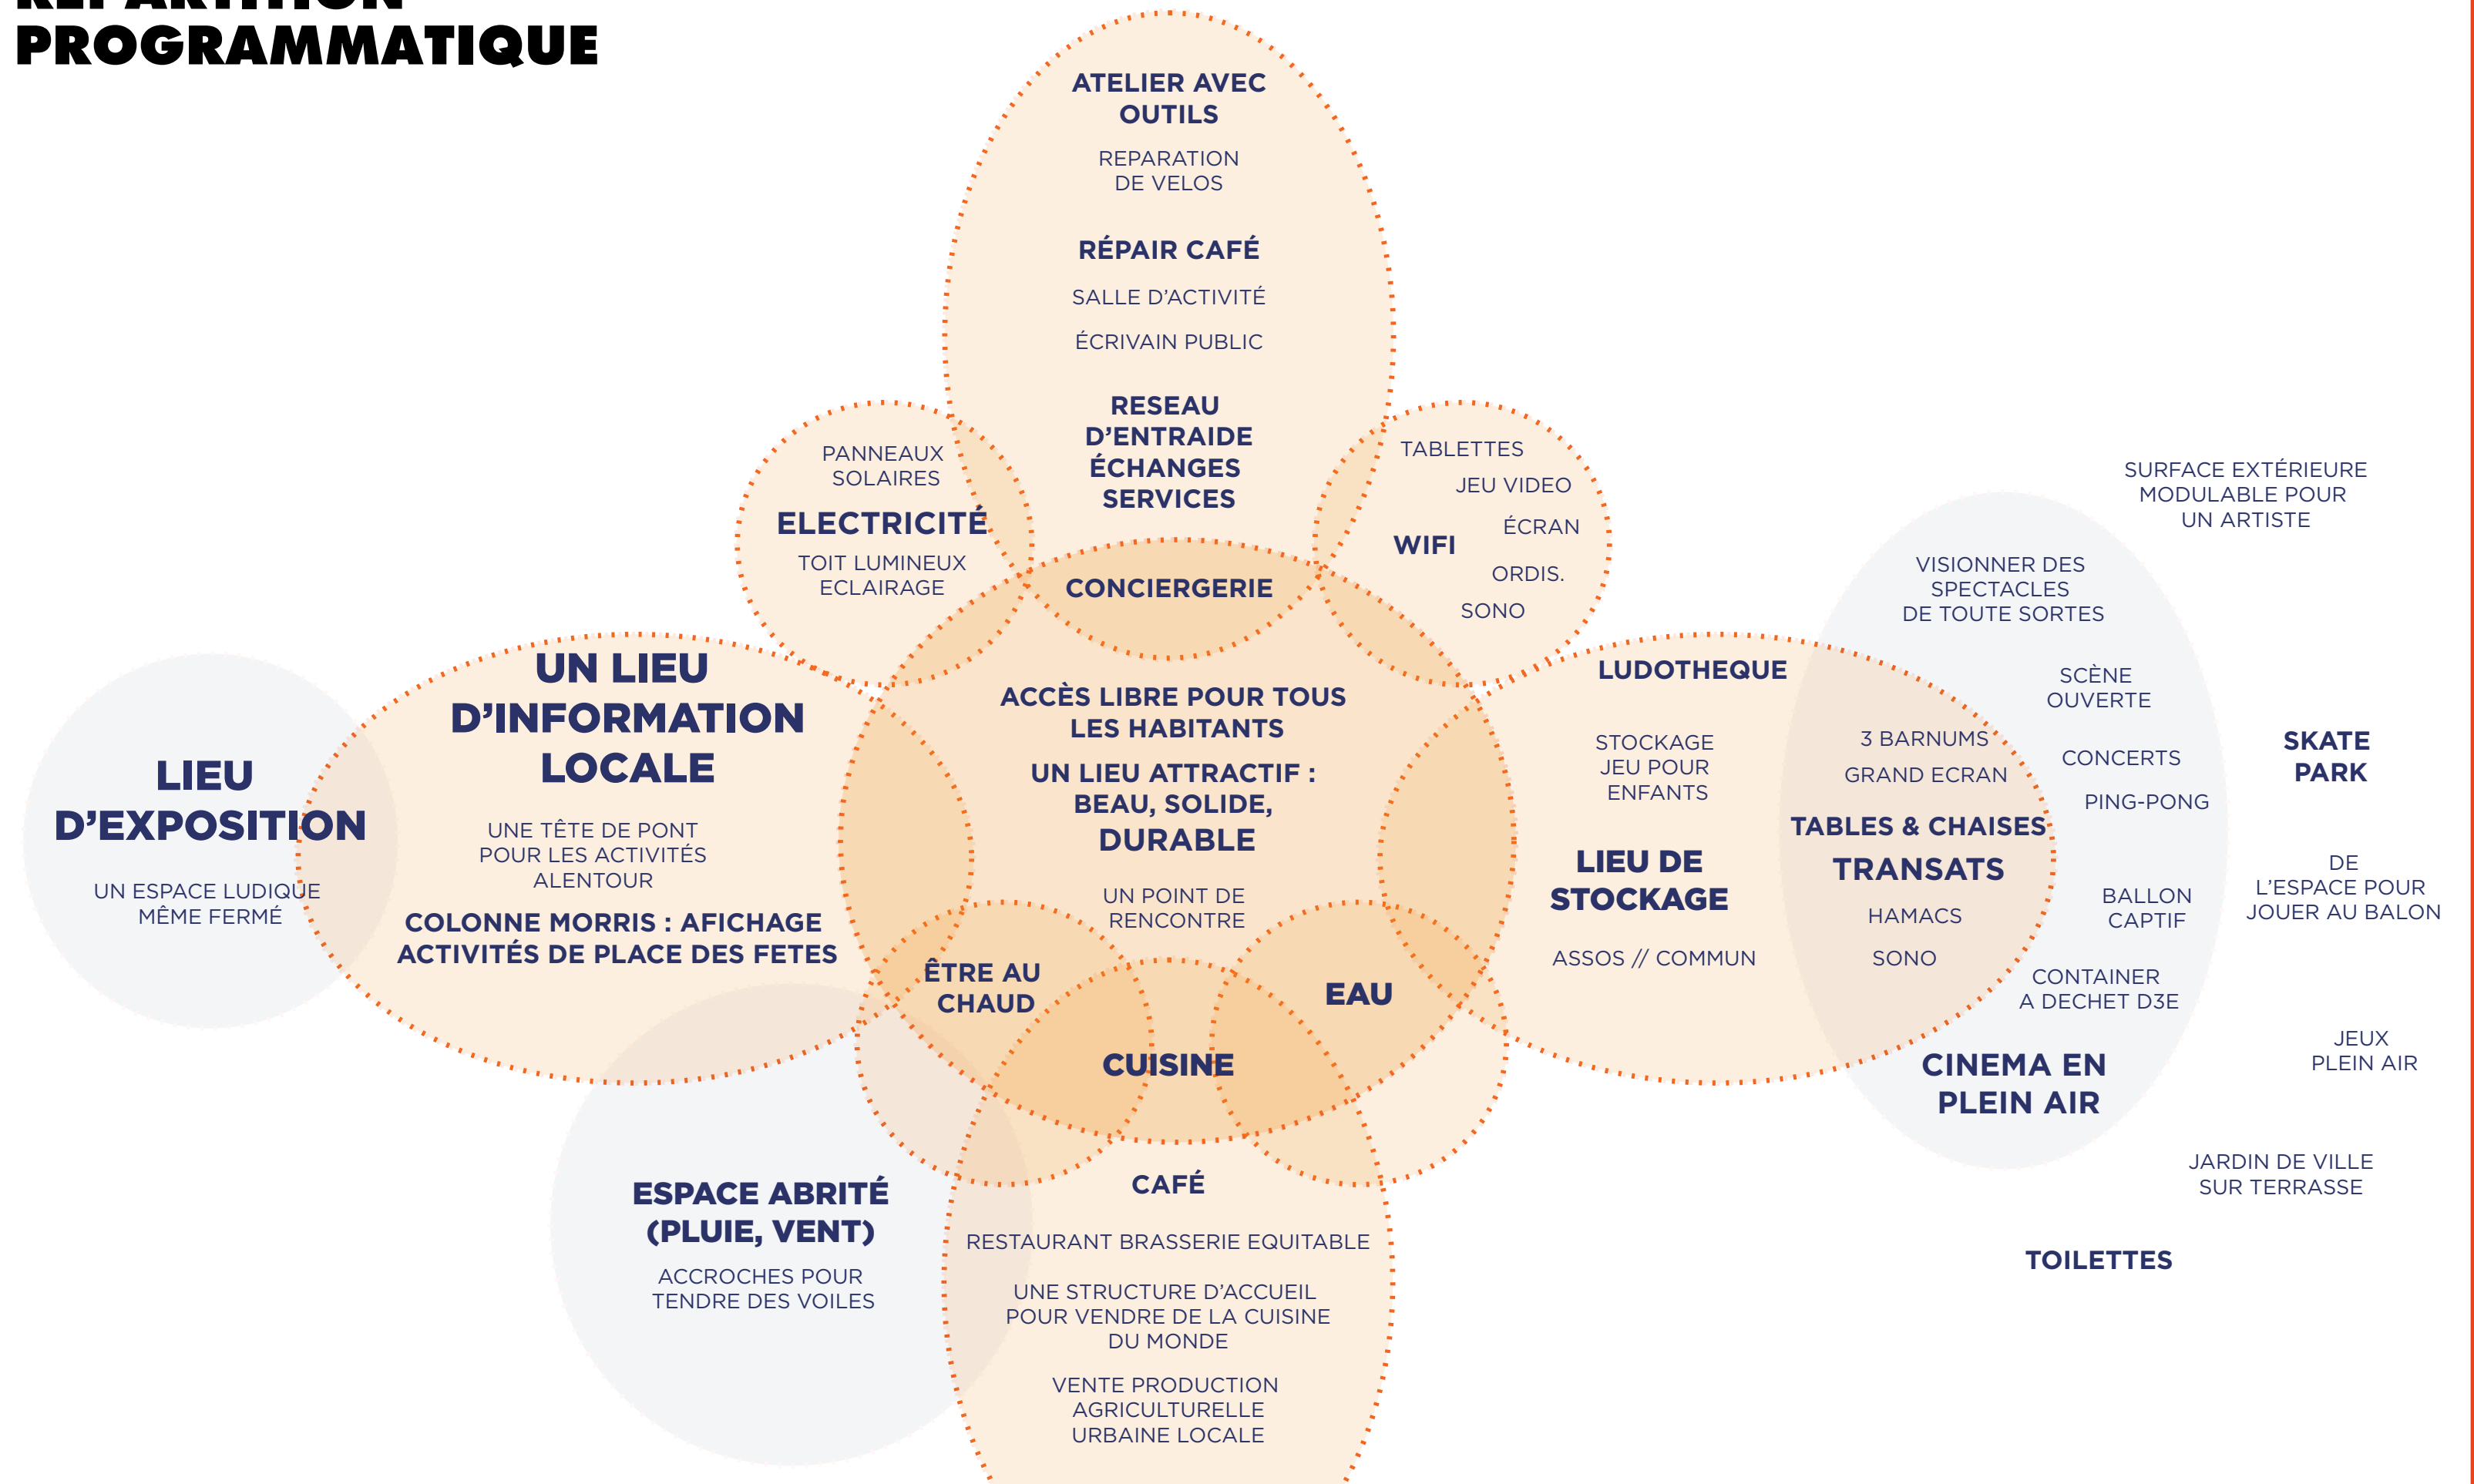 RÉPARTITION
PROGRAMMATIQUE
ATELIER AVEC
OUTILS
REPARATION
DE VELOS
RÉPAIR CAFÉ
SALLE D'ACTIVITÉ
ÉCRIVAIN PUBLIC
RESEAU
D'ENTRAIDE
ÉCHANGES
SERVICES
PANNEAUX
SOLAIRES
ELECTRICITÉ
TOIT LUMINEUX
ECLAIRAGE
TABLETTES
JEU VIDEO
ÉCRAN
WIFI
ORDIS.
SONO
CONCIERGERIE
ACCÈS LIBRE POUR TOUS
LES HABITANTS
UN LIEU ATTRACTIF :
BEAU, SOLIDE,
DURABLE
UN POINT DE
RENCONTRE
LIEU
D'EXPOSITION
UN ESPACE LUDIQUE
MÊME FERMÉ
UN LIEU
D'INFORMATION
LOCALE
UNE TÊTE DE PONT
POUR LES ACTIVITÉS
ALENTOUR
COLONNE MORRIS : AFICHAGE
ACTIVITÉS DE PLACE DES FETES
ÊTRE AU
CHAUD
EAU
CUISINE
LUDOTHEQUE
STOCKAGE
JEU POUR
ENFANTS
LIEU DE
STOCKAGE
ASSOS // COMMUN
3 BARNUMS
GRAND ECRAN
TABLES & CHAISES
TRANSATS
HAMACS
SONO
SURFACE EXTÉRIEURE
MODULABLE POUR
UN ARTISTE
VISIONNER DES
SPECTACLES
DE TOUTE SORTES
SCÈNE
OUVERTE
CONCERTS
PING-PONG
BALLON
CAPTIF
CONTAINER
A DECHET D3E
CINEMA EN
PLEIN AIR
SKATE
PARK
DE
L'ESPACE POUR
JOUER AU BALON
JEUX
PLEIN AIR
JARDIN DE VILLE
SUR TERRASSE
TOILETTES
ESPACE ABRITÉ
(PLUIE, VENT)
ACCROCHES POUR
TENDRE DES VOILES
CAFÉ
RESTAURANT BRASSERIE EQUITABLE
UNE STRUCTURE D'ACCUEIL
POUR VENDRE DE LA CUISINE
DU MONDE
VENTE PRODUCTION
AGRICULTURELLE
URBAINE LOCALE